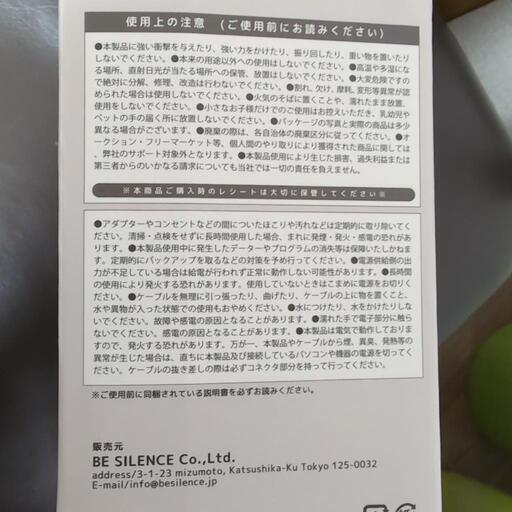 使用上の注意 (ご使用前にお読みください)
●本製品に強い衝撃を与えたり、強い力をかけたり、振り回したり、重い物を置いたり
しないでください。●本来の用途以外への使用はしないでください。●高温や多湿にな
る場所、直射日光が当たる場所への保管、放置はしないでください。●大変危険ですの
で絶対に分解、修理、改造は行わないでください。●割れ、欠け、摩耗、変形等異常が認
められた場合は使用しないでください。●火気のそばに置くことや、濡れたまま放置、
使用しないでください。●小さなお子様だけでのご使用はお控えいただき、乳幼児や
ペットの手の届く所に放置しないでください。●パッケージの写真と実際の商品は多少
異なる場合がございます。●廃棄の際は、各自治体の廃棄区分に従ってください。●オ
ークション・フリーマーケット等、個人間のやり取りにより獲得された商品に関して
は、弊社のサポート対象外となります。●本製品の使用により生じた損害、過失利益または
第三者からのいかなる請求についても当社では一切の責任を負えません。
※本商品ご購入時のレシートは大切に保管してください※
●アダプターやコンセントなどの間についたほこりや汚れなどは定期的に取り除いてく
ださい。清掃・点検をせずに長時間使用した場合、まれに発煙・発火・感電の恐れがあり
ます。●本製品使用中に発生したデーターやプログラムの消失等は保障いたしかねま
す。定期的にバックアップを取るなどの対策を予め行ってください。●電源供給側の出
力が不足している場合は給電が行われず正常に動作しない可能性があります。●長時間
の使用により発火する恐れがあります。使用していないときはこまめに電源をお切りく
ださい。●ケーブルを無理に引っ張ったり、曲げたり、ケーブルの上に物を置くこと、
水や異物が入った状態での使用もおやめください。●水につけたり、水をかけたりしな
いでください。故障や感電の原因となることがあります。●濡れた手で電子部分に触ら
ないでください。感電の原因となることがあります。●本製品は電気で動作しております
ので、発火する恐れがあります。万が一、本製品やケーブルから煙、異臭、発熱等の
異常が生じた場合は、直ちに本製品及び接続しているパソコンや機器の電源を切ってく
ださい。ケーブルの抜き差しの際は必ずコネクタ部分を持って行ってください。
※ご使用前に同梱されている説明書を必ずお読みください。
販売元
BE SILENCE Co.,Ltd.
address/3-1-23 mizumoto, Katsushika-Ku Tokyo 125-0032
E-mail/info@besilence.jp